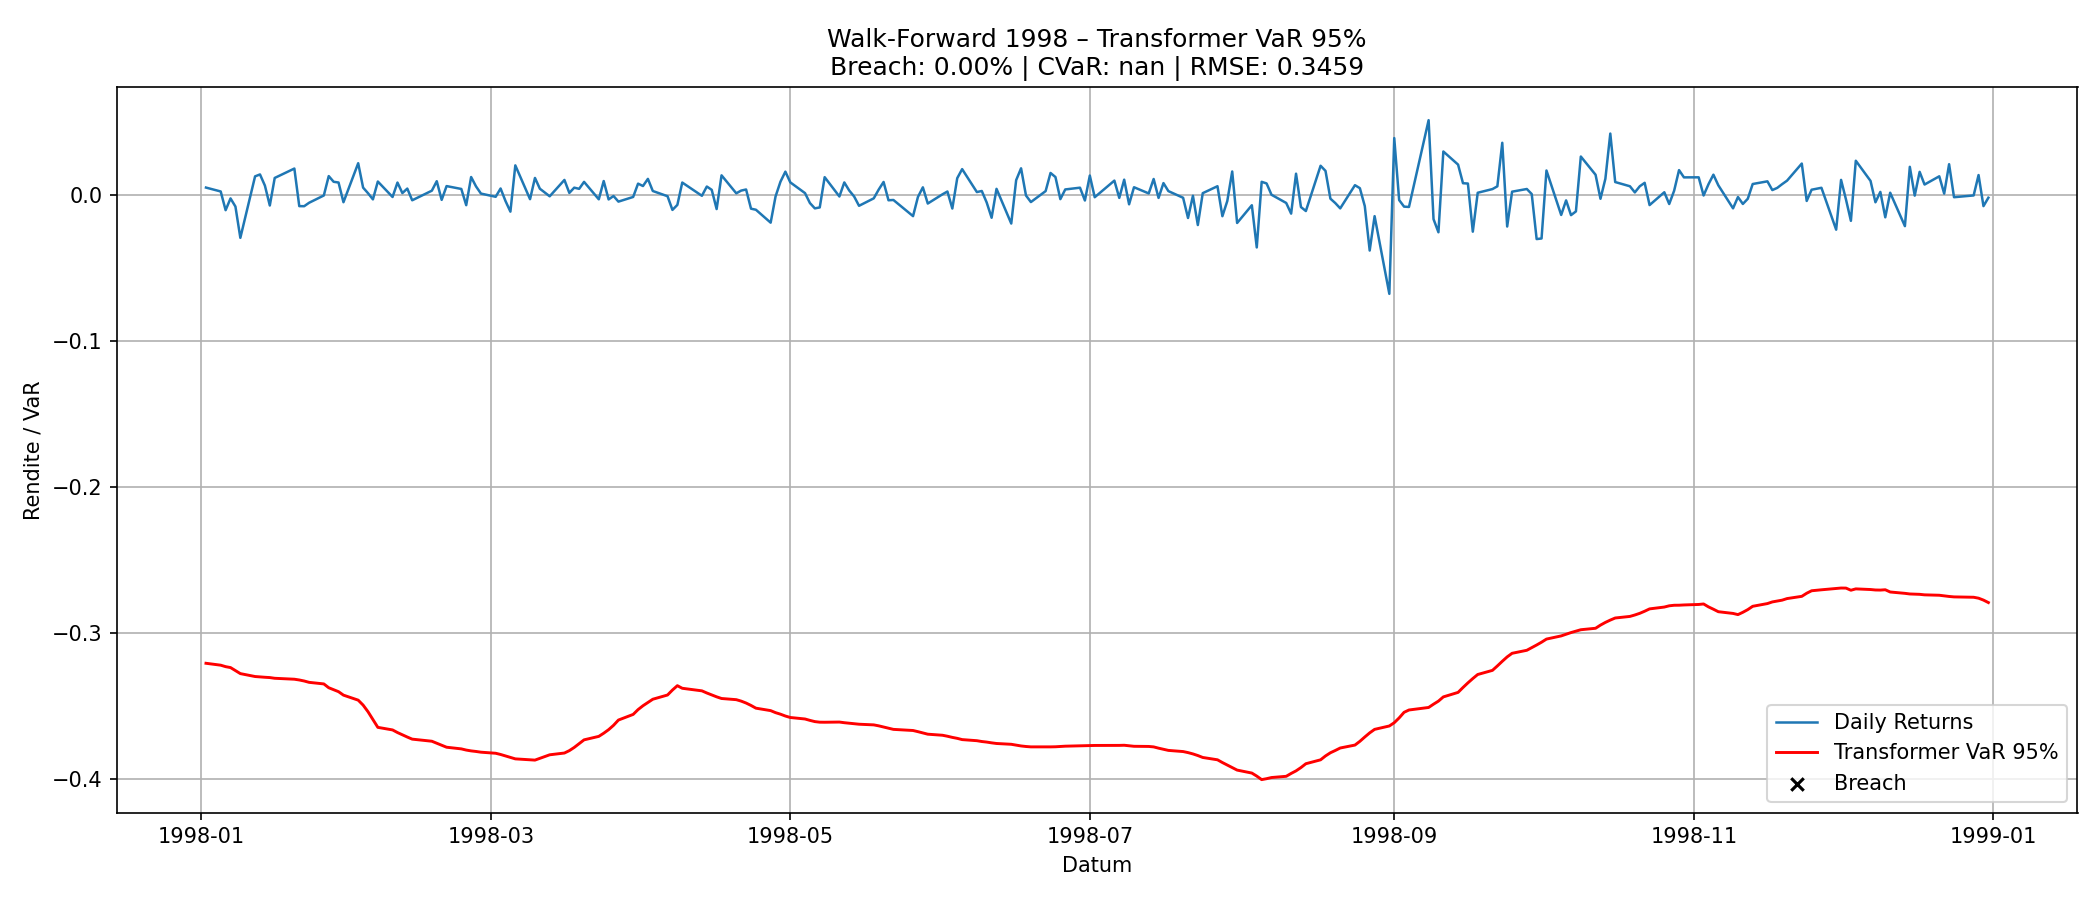 Walk-Forward 1998 – Transformer VaR 95%
Breach: 0.00% | CVaR: nan | RMSE: 0.3459
Rendite / VaR
0.0
−0.1
−0.2
−0.3
−0.4
Daily Returns
Transformer VaR 95%
Breach
1998-01
1998-03
1998-05
1998-07
1998-09
1998-11
1999-01
Datum